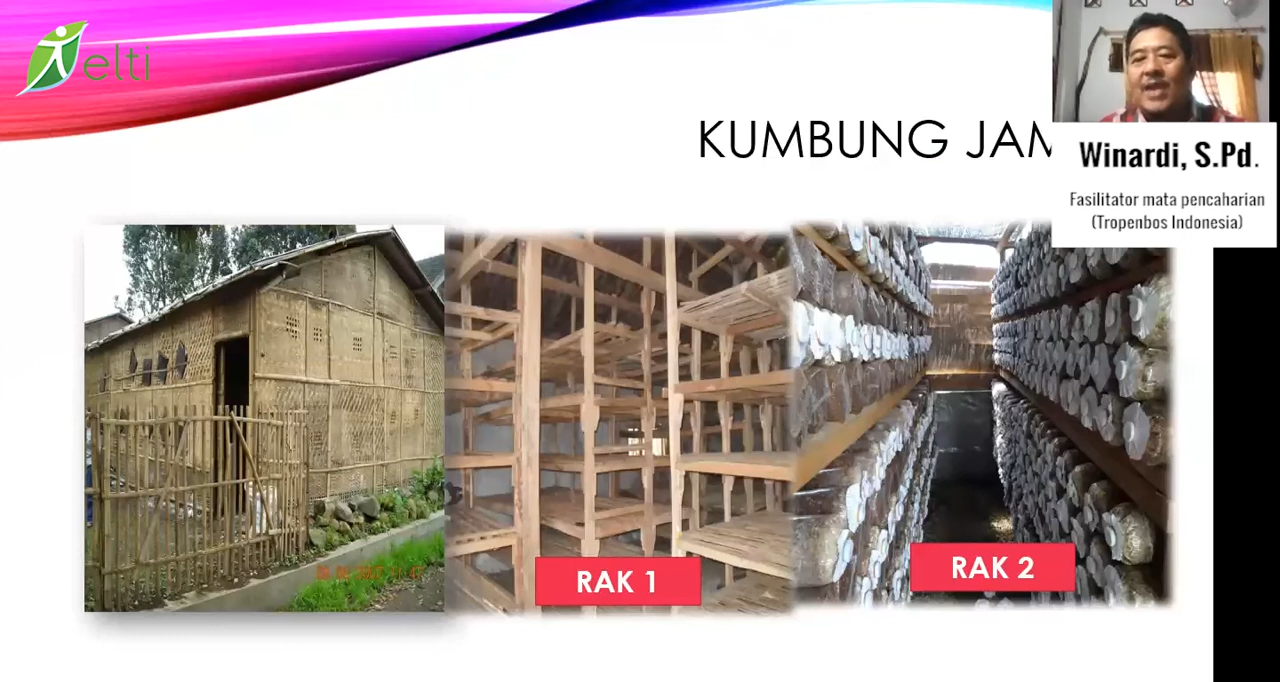 elti
KUMBUNG JAM
Winardi, S.Pd.
Fasilitator mata pencaharian
(Tropenbos Indonesia)
RAK 1
RAK 2